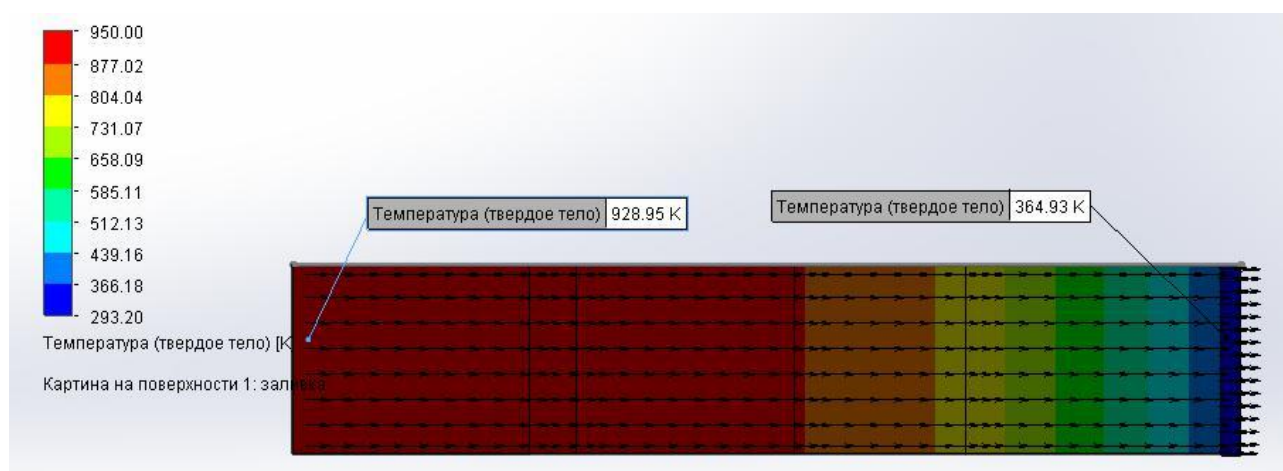 950.00
877.02
804.04
731.07
658.09
585.11
512.13
439.16
366.18
293.20
Температура (твердое тело) [K
Картина на поверхности 1: заливка
Температура (твердое тело) 928.95 K
Температура (твердое тело) 364.93 K